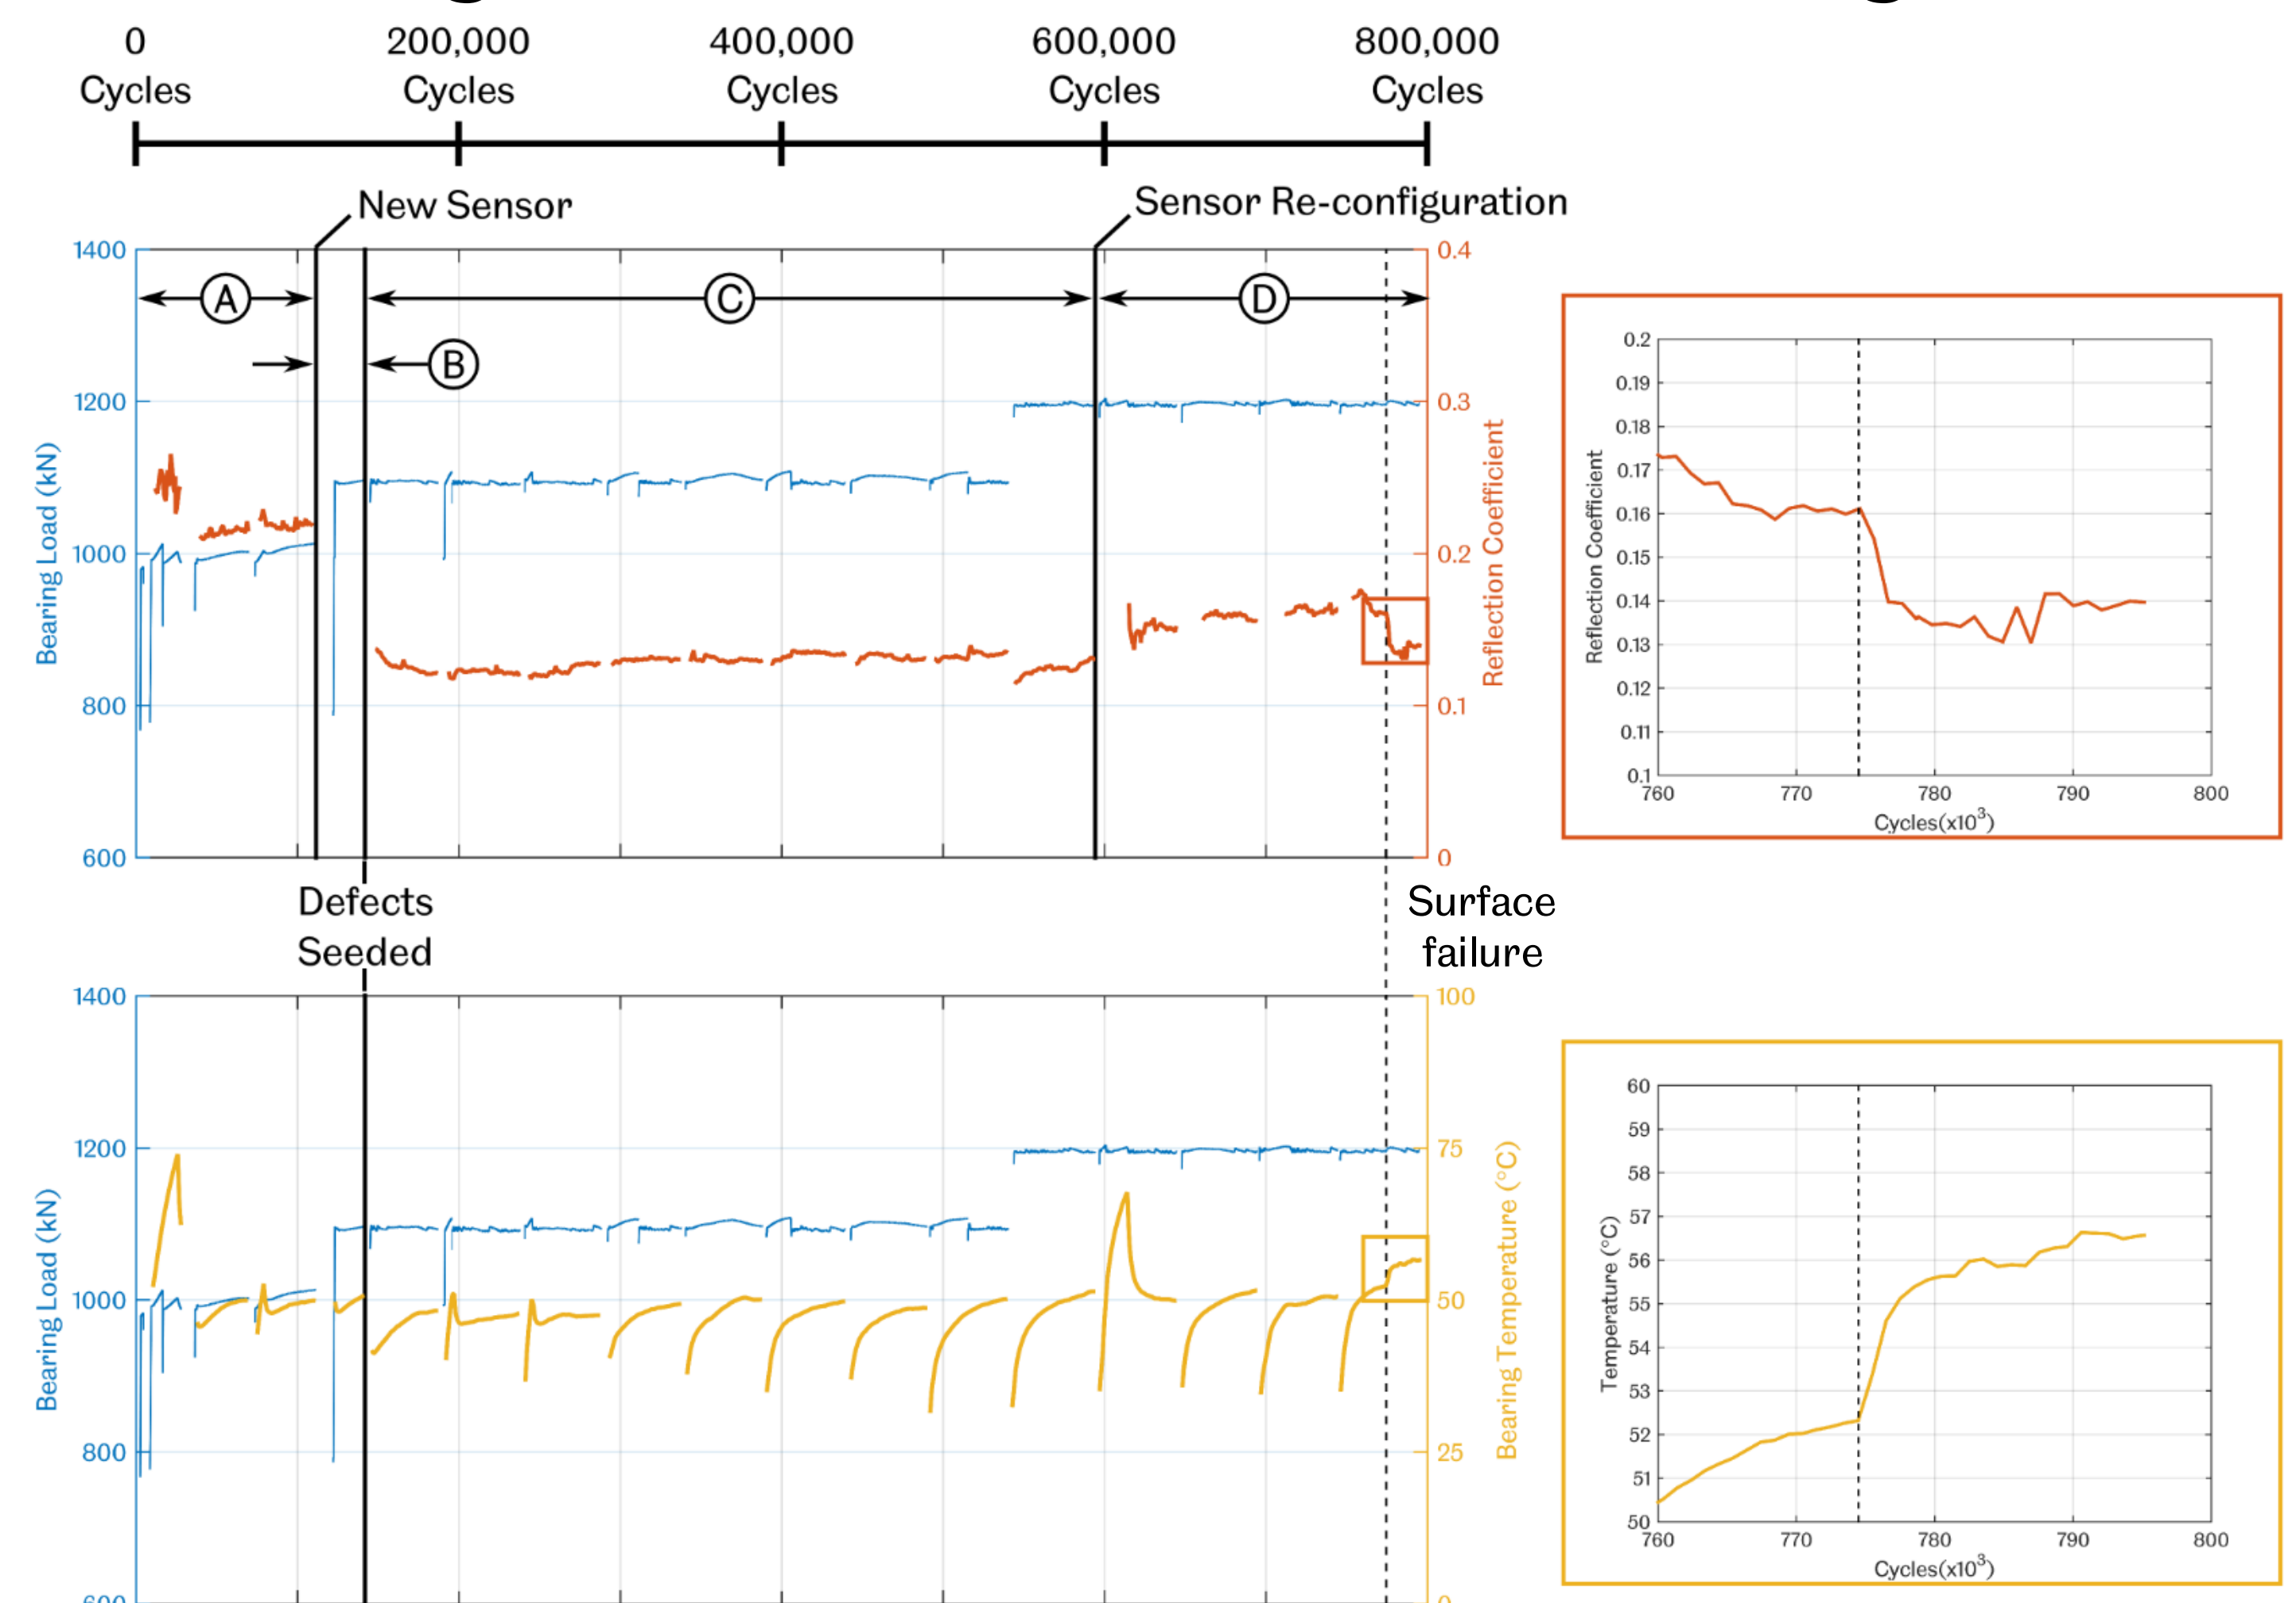 0 200,000 400,000 600,000 800,000
Cycles Cycles Cycles Cycles Cycles
New Sensor
Sensor Re-configuration
1400
1200
1000
800
600
Bearing Load (kN)
A
B
C
D
0.4
0.3
0.2
0.1
0
Reflection Coefficient
0.2
0.19
0.18
0.17
0.16
0.15
0.14
0.13
0.12
0.11
0.1
Reflection Coefficient
760 770 780 790 800
Cycles(x10³)
Defects
Seeded
Surface
failure
1400
1200
1000
800
600
Bearing Load (kN)
100
75
50
25
0
Bearing Temperature (°C)
60
59
58
57
56
55
54
53
52
51
50
Temperature (°C)
760 770 780 790 800
Cycles(x10³)